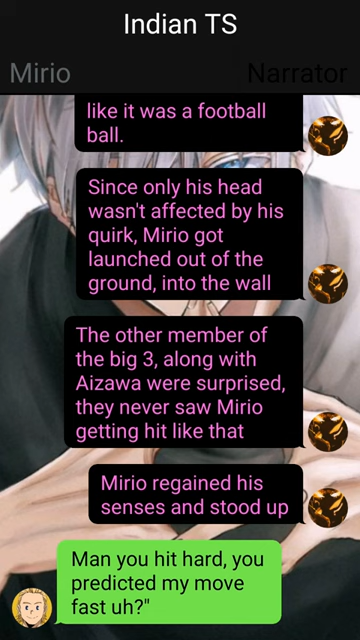 Indian TS
Mirio
Narrator
like it was a football
ball.
Since only his head
wasn't affected by his
quirk, Mirio got
launched out of the
ground, into the wall
The other member of
the big 3, along with
Aizawa were surprised,
they never saw Mirio
getting hit like that
Mirio regained his
senses and stood up
Man you hit hard, you
predicted my move
fast uh?"